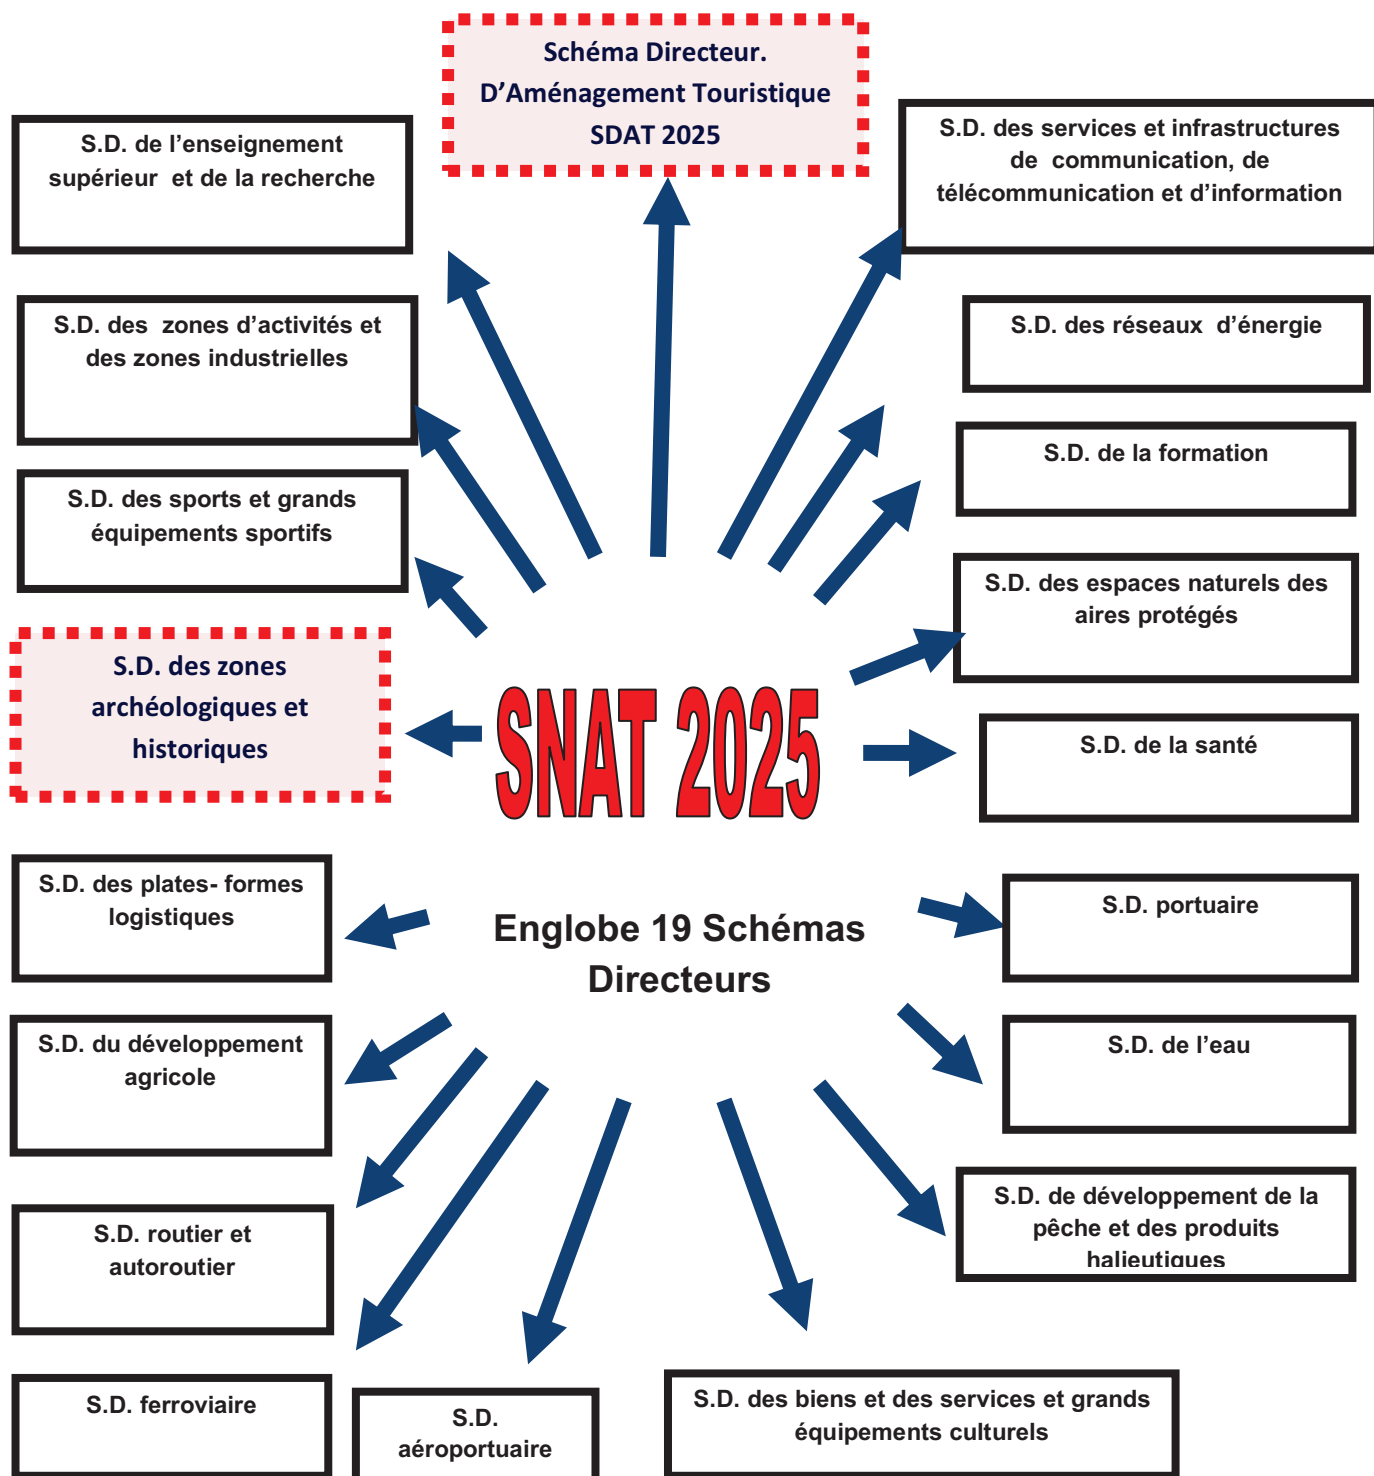 Schéma Directeur.
D’Aménagement Touristique
SDAT 2025
S.D. de l’enseignement
supérieur et de la recherche
S.D. des services et infrastructures
de communication, de
télécommunication et d’information
S.D. des zones d’activités et
des zones industrielles
S.D. des réseaux d’énergie
S.D. de la formation
S.D. des sports et grands
équipements sportifs
S.D. des espaces naturels des
aires protégés
S.D. des zones
archéologiques et
historiques
SNAT 2025
S.D. de la santé
S.D. des plates- formes
logistiques
Englobe 19 Schémas
Directeurs
S.D. portuaire
S.D. du développement
agricole
S.D. de l’eau
S.D. de développement de la
pêche et des produits
halieutiques
S.D. routier et
autoroutier
S.D. ferroviaire
S.D.
aéroportuaire
S.D. des biens et des services et grands
équipements culturels